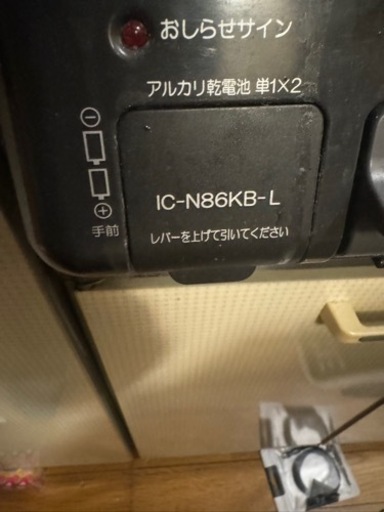 おしらせサイン
アルカリ乾電池 単1×2
⊖
⊕
手前
IC-N86KB-L
レバーを上げて引いてください